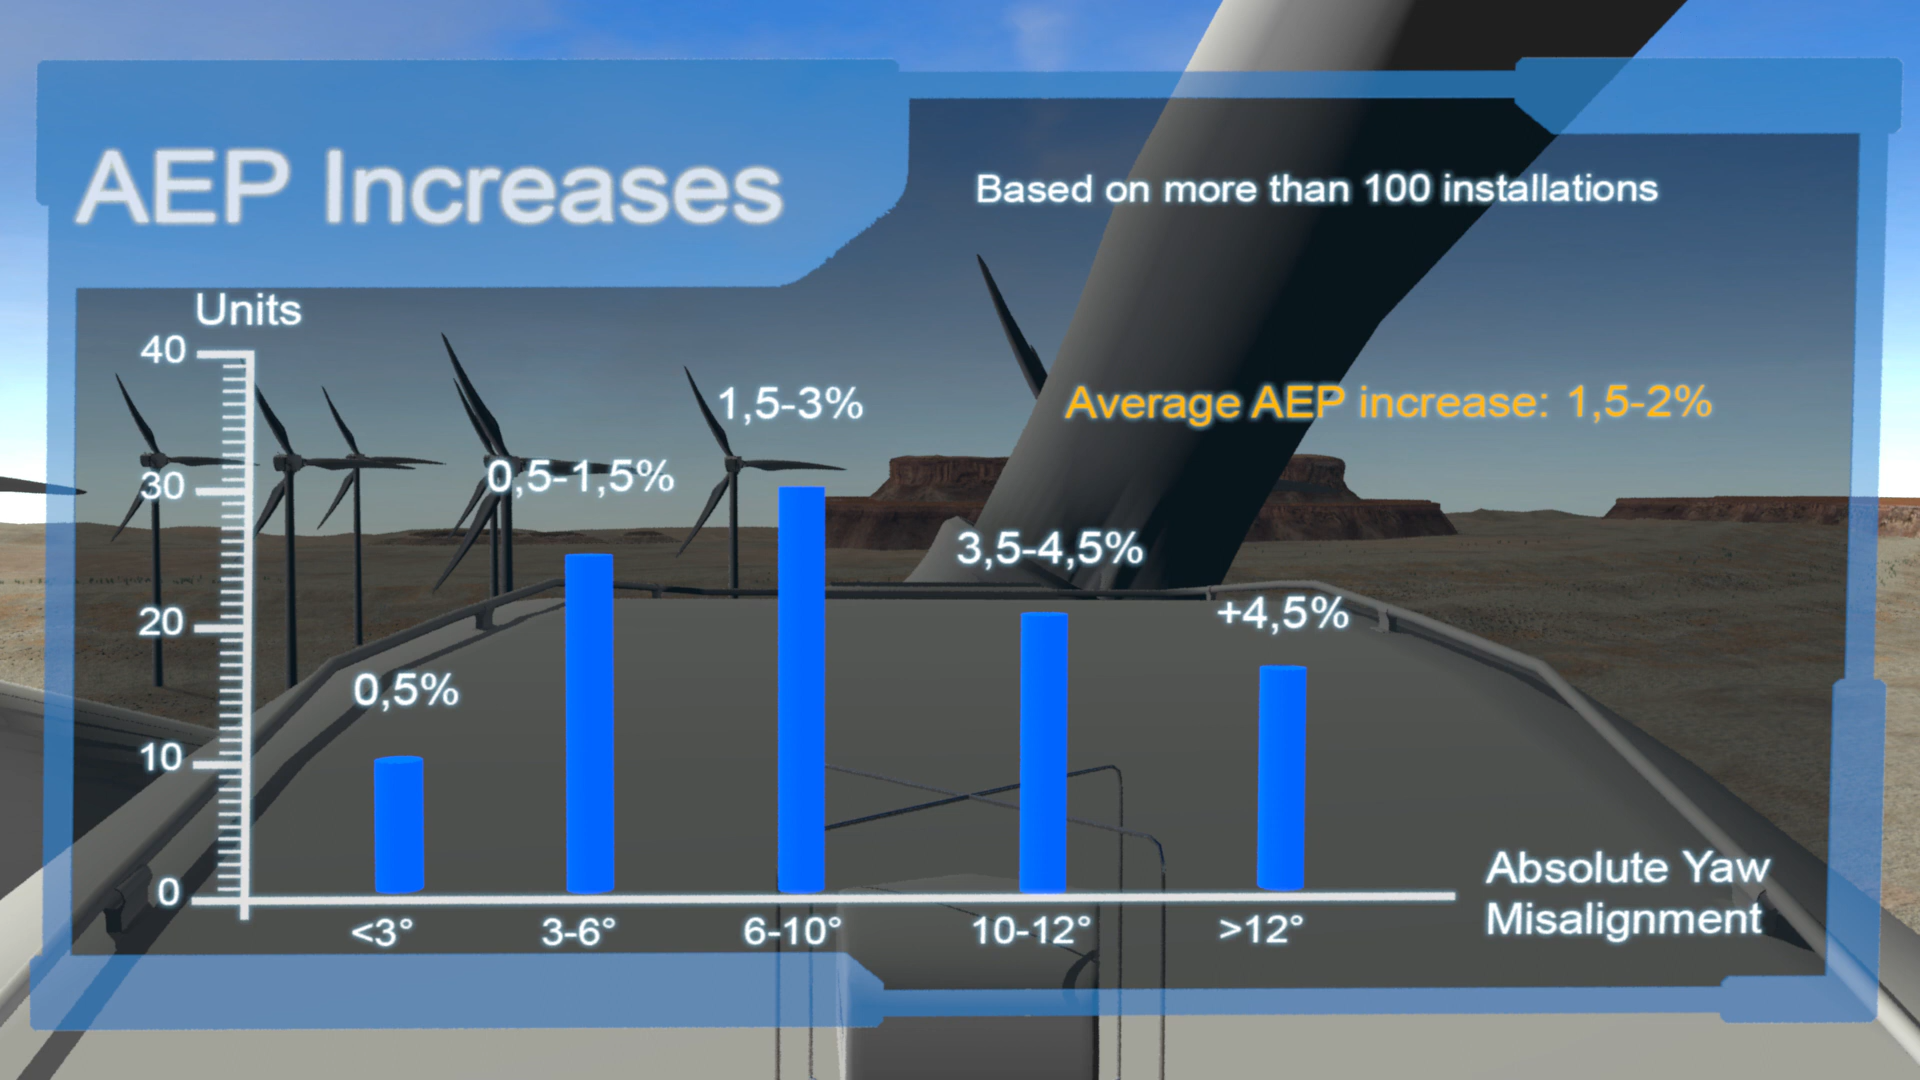 AEP Increases
Based on more than 100 installations
Units
40
30
20
10
0
1,5-3%
Average AEP increase: 1,5-2%
0,5-1,5%
3,5-4,5%
+4,5%
0,5%
<3°
3-6°
6-10°
10-12°
>12°
Absolute Yaw
Misalignment